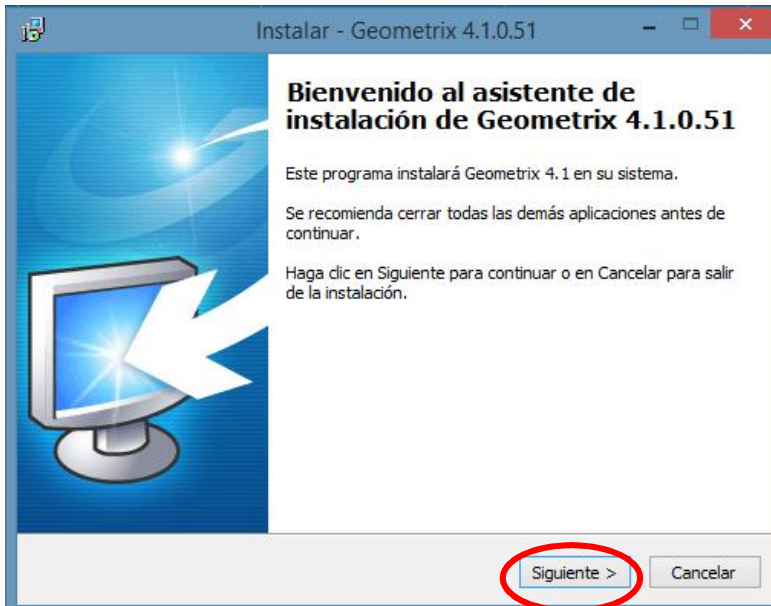 Instalar - Geometrix 4.1.0.51
Bienvenido al asistente de
instalación de Geometrix 4.1.0.51
Este programa instalará Geometrix 4.1 en su sistema.
Se recomienda cerrar todas las demás aplicaciones antes de
continuar.
Haga clic en Siguiente para continuar o en Cancelar para salir
de la instalación.
Siguiente > Cancelar